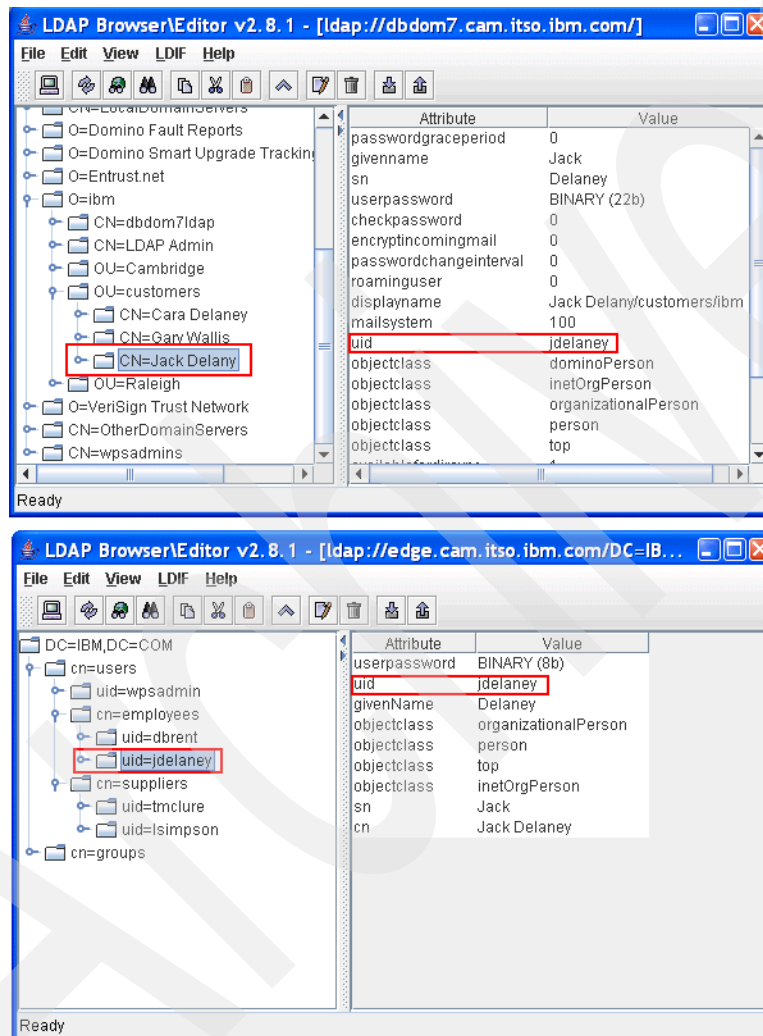 LDAP Browser\Editor v2.8.1 - [ldap://dbdom7.cam.itso.ibm.com/]
File Edit View LDIF Help
CN=LocalDomainServers
O=Domino Fault Reports
O=Domino Smart Upgrade Tracking
O=Entrust.net
O=ibm
CN=dbdom7ldap
CN=LDAP Admin
OU=Cambridge
OU=customers
CN=Cara Delaney
CN=Gary Wallis
CN=Jack Delany
OU=Raleigh
O=VeriSign Trust Network
CN=OtherDomainServers
CN=wpsadmins
Attribute Value
passwordgraceperiod 0
givenname Jack
sn Delaney
userpassword BINARY (22b)
checkpassword 0
encryptincomingmail 0
passwordchangeinterval 0
roaminguser 0
displayname Jack Delany/customers/ibm
mailsystem 100
uid jdelaney
objectclass dominoPerson
objectclass inetOrgPerson
objectclass organizationalPerson
objectclass person
objectclass top
Ready
LDAP Browser\Editor v2.8.1 - [ldap://edge.cam.itso.ibm.com/DC=IB...
File Edit View LDIF Help
DC=IBM,DC=COM
cn=users
uid=wpsadmin
cn=employees
uid=dbrent
uid=jdelaney
cn=suppliers
uid=tmclure
uid=lsimpson
cn=groups
Attribute Value
userpassword BINARY (8b)
uid jdelaney
givenName Delaney
objectclass organizationalPerson
objectclass person
objectclass top
objectclass inetOrgPerson
sn Jack
cn Jack Delaney
Ready